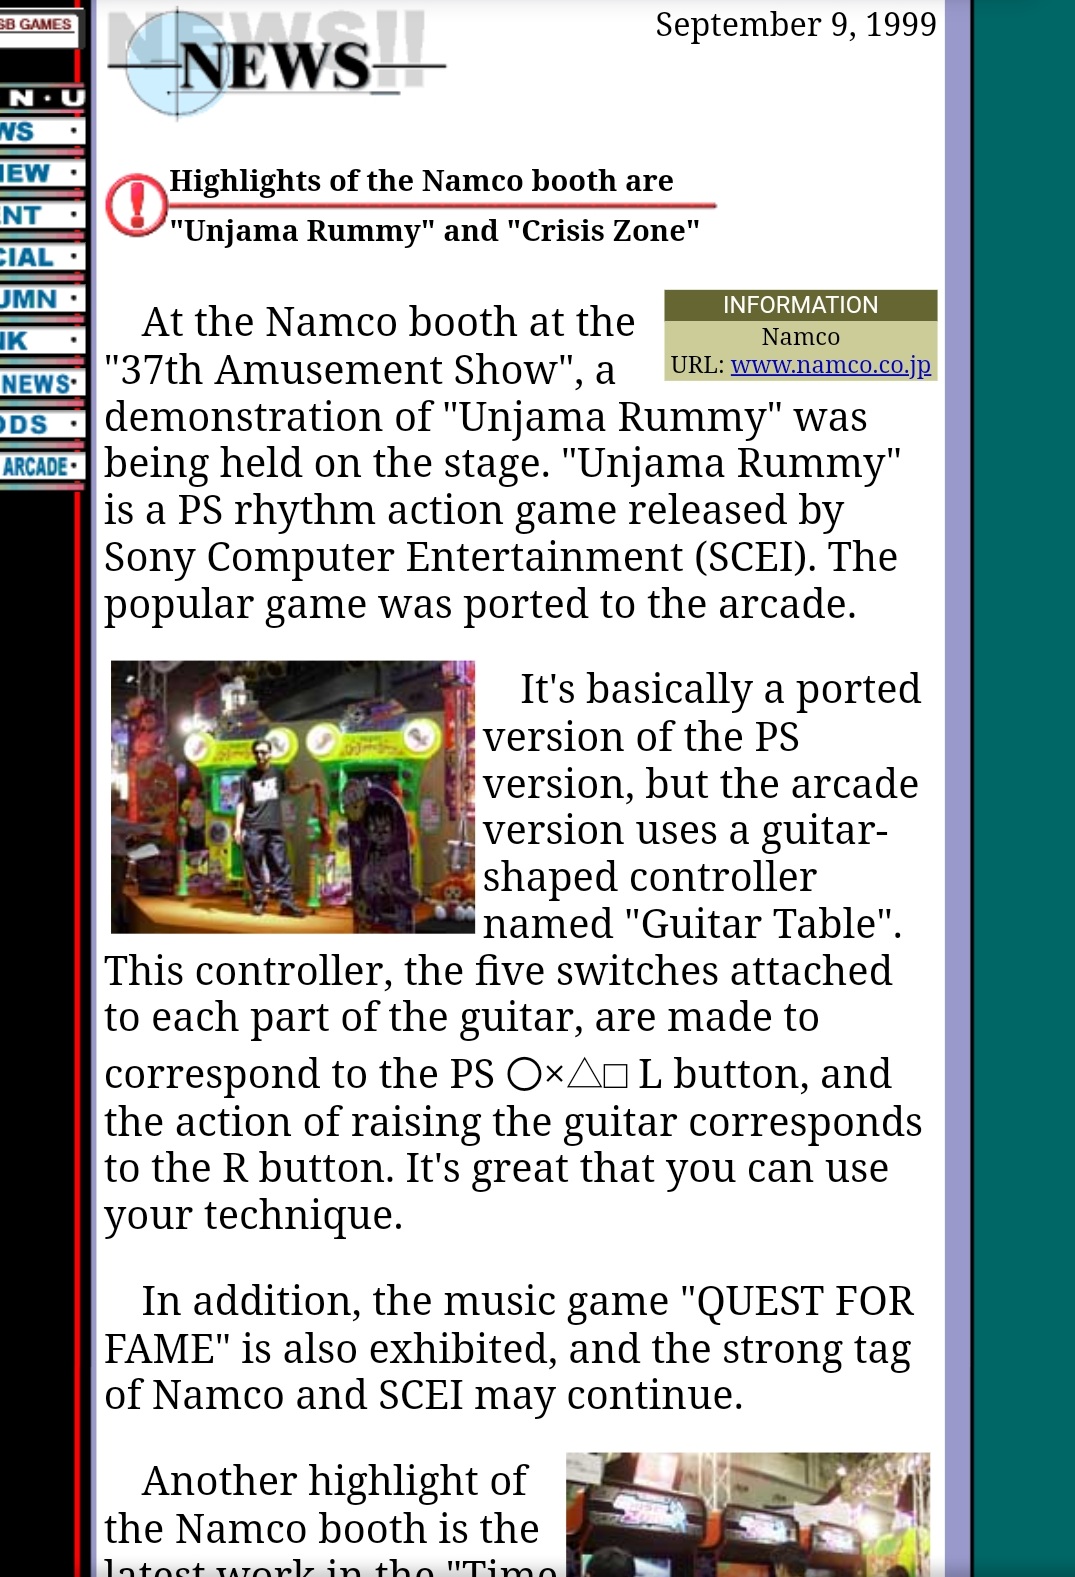 SB GAMES
N·U
WS
IEW
NT
CIAL
UMN
NK
NEWS
ODS
ARCADE
NEWS!!
NEWS
September 9, 1999
Highlights of the Namco booth are
"Unjama Rummy" and "Crisis Zone"
INFORMATION
Namco
URL: www.namco.co.jp
At the Namco booth at the
"37th Amusement Show", a
demonstration of "Unjama Rummy" was
being held on the stage. "Unjama Rummy"
is a PS rhythm action game released by
Sony Computer Entertainment (SCEI). The
popular game was ported to the arcade.
It's basically a ported
version of the PS
version, but the arcade
version uses a guitar-
shaped controller
named "Guitar Table".
This controller, the five switches attached
to each part of the guitar, are made to
correspond to the PS ○×△□ L button, and
the action of raising the guitar corresponds
to the R button. It's great that you can use
your technique.
In addition, the music game "QUEST FOR
FAME" is also exhibited, and the strong tag
of Namco and SCEI may continue.
Another highlight of
the Namco booth is the
latest work in the "Time